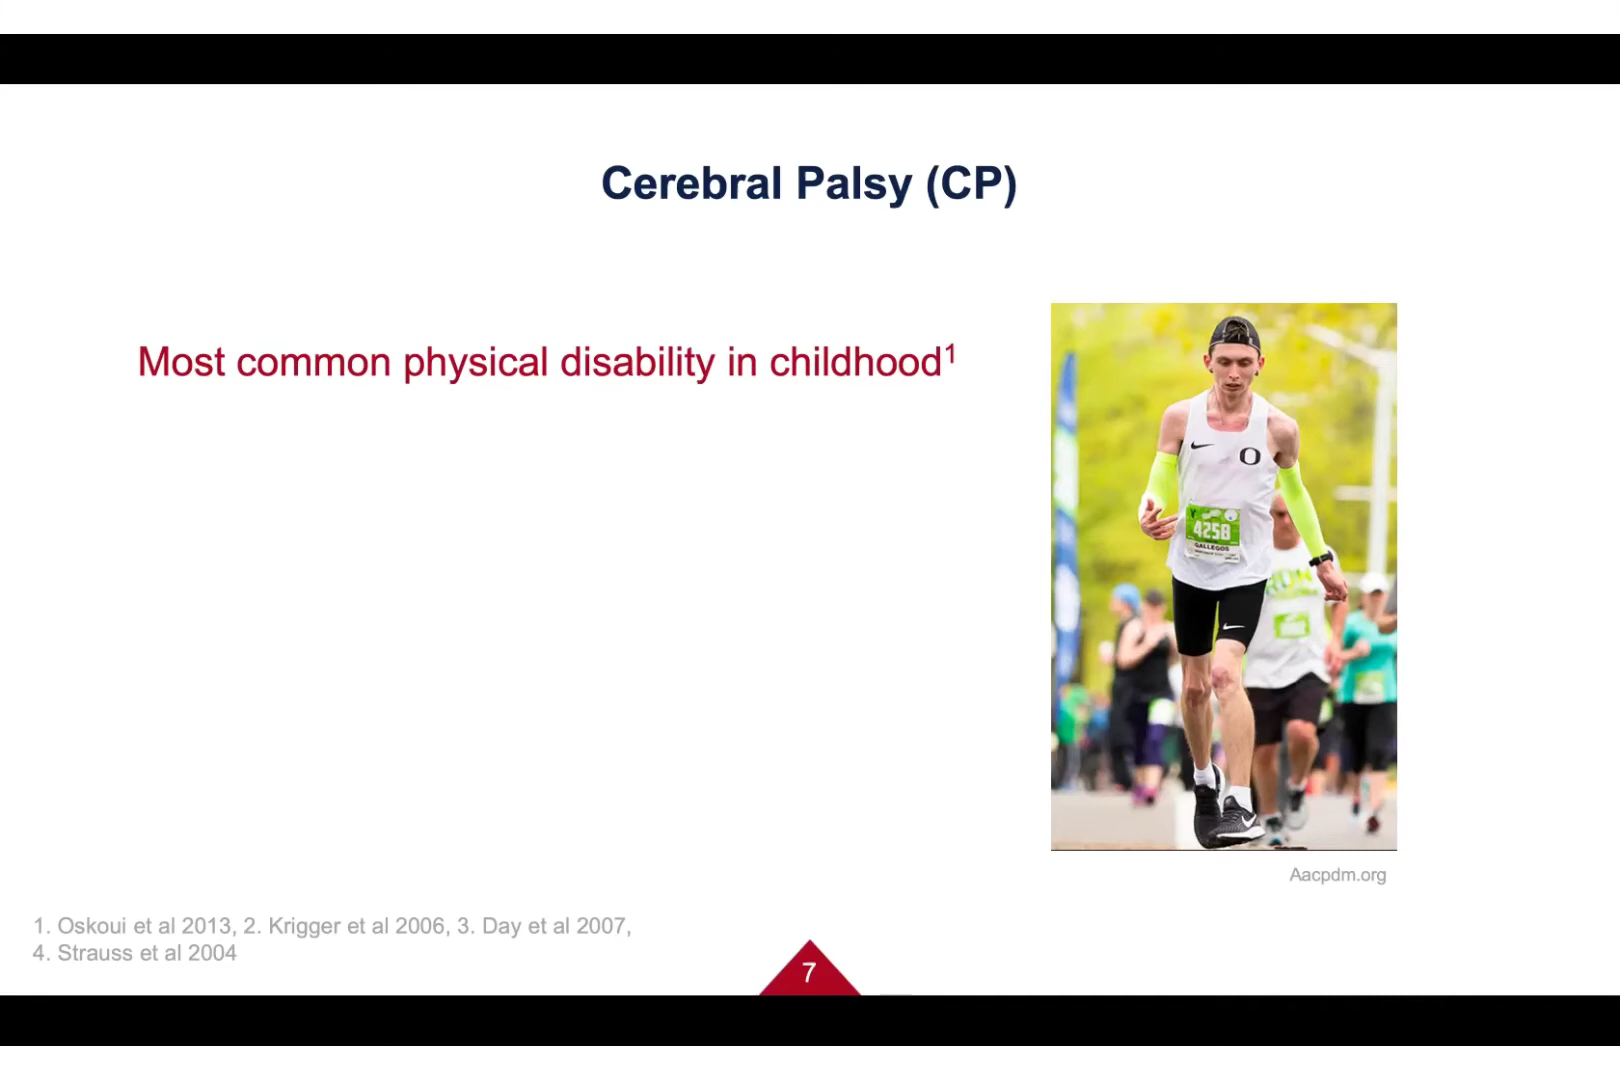 Cerebral Palsy (CP)
Most common physical disability in childhood¹
O
4258
GALLEGOS
RUN
Aacpdm.org
1. Oskoui et al 2013, 2. Krigger et al 2006, 3. Day et al 2007,
4. Strauss et al 2004
7